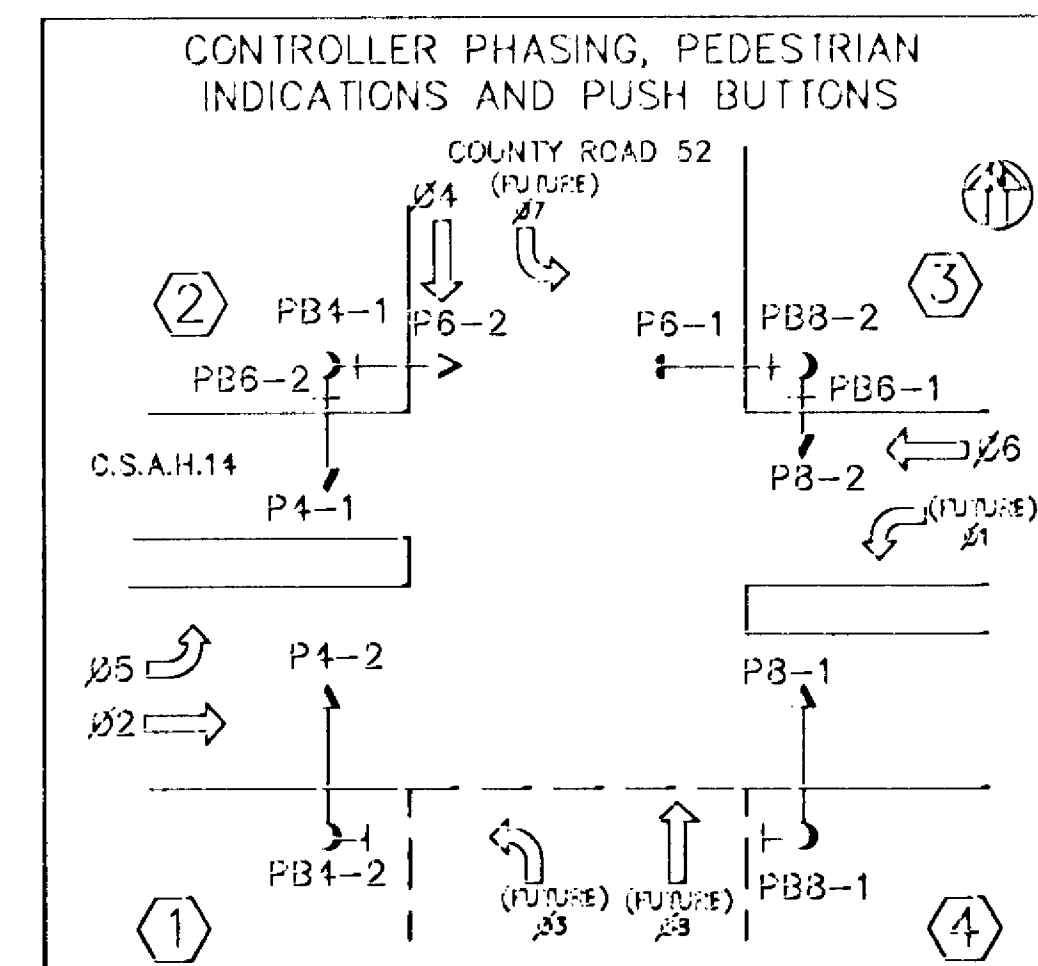 CONTROLLER PHASING, PEDESTRIAN
INDICATIONS AND PUSH BUTTONS
COUNTY ROAD 52
Ø4
(FUTURE)
Ø7
2
3
PB4-1
P6-2
P6-1
PB8-2
PB6-2
PB6-1
C.S.A.H.14
Ø6
P8-2
P4-1
(FUTURE)
Ø1
Ø5
P4-2
P8-1
Ø2
PB4-2
PB8-1
(FUTURE)
Ø3
(FUTURE)
Ø8
1
4